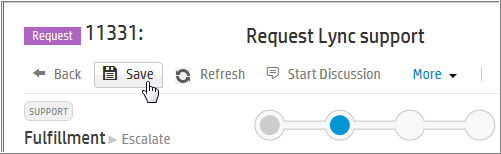 Request 11331: Request Lync support
Back Save Refresh Start Discussion More
SUPPORT
Fulfillment Escalate